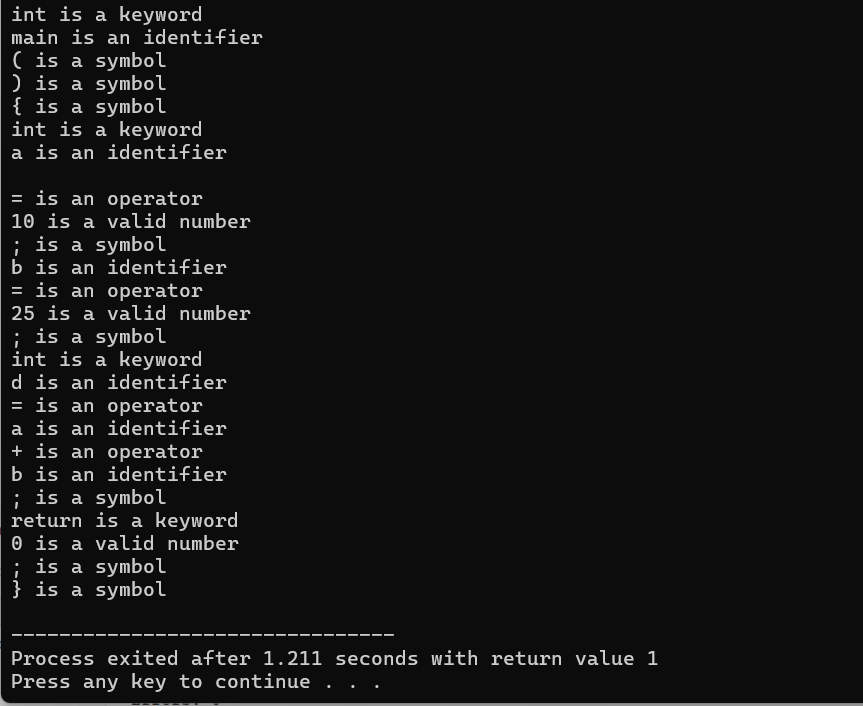 int is a keyword
main is an identifier
( is a symbol
) is a symbol
{ is a symbol
int is a keyword
a is an identifier

= is an operator
10 is a valid number
; is a symbol
b is an identifier
= is an operator
25 is a valid number
; is a symbol
int is a keyword
d is an identifier
= is an operator
a is an identifier
+ is an operator
b is an identifier
; is a symbol
return is a keyword
0 is a valid number
; is a symbol
} is a symbol

--------------------------------
Process exited after 1.211 seconds with return value 1
Press any key to continue . . .